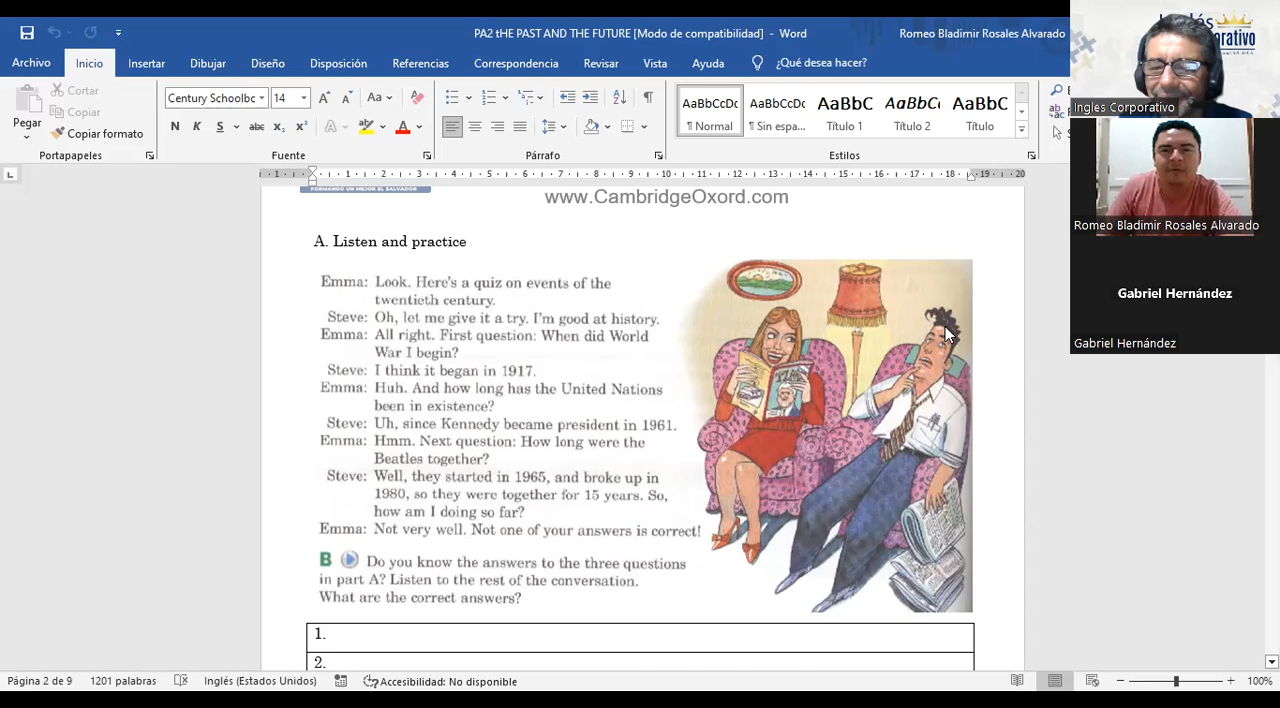 PA2 tHE PAST AND THE FUTURE [Modo de compatibilidad] - Word
Romeo Bladimir Rosales Alvarado
Archivo Inicio Insertar Dibujar Diseño Disposición Referencias Correspondencia Revisar Vista Ayuda ¿Qué desea hacer?
Pegar
Cortar
Copiar
Copiar formato
Century Schoolbc 14
N K S abc x₂ x²
AaBbCcDc AaBbCcDc AaBbC AaBbCc AaBbC
¶ Normal ¶ Sin espa... Título 1 Título 2 Título
Portapapeles Fuente Párrafo Estilos
Ingles Corporativo
Romeo Bladimir Rosales Alvarado
Gabriel Hernández
Gabriel Hernández
FORMANDO UN MEJOR EL SALVADOR
www.CambridgeOxord.com
A. Listen and practice
Emma: Look. Here's a quiz on events of the
twentieth century.
Steve: Oh, let me give it a try. I'm good at history.
Emma: All right. First question: When did World
War I begin?
Steve: I think it began in 1917.
Emma: Huh. And how long has the United Nations
been in existence?
Steve: Uh, since Kennedy became president in 1961.
Emma: Hmm. Next question: How long were the
Beatles together?
Steve: Well, they started in 1965, and broke up in
1980, so they were together for 15 years. So,
how am I doing so far?
Emma: Not very well. Not one of your answers is correct!
B Do you know the answers to the three questions
in part A? Listen to the rest of the conversation.
What are the correct answers?
1.
2.
Página 2 de 9 1201 palabras Inglés (Estados Unidos) Accesibilidad: No disponible 100%